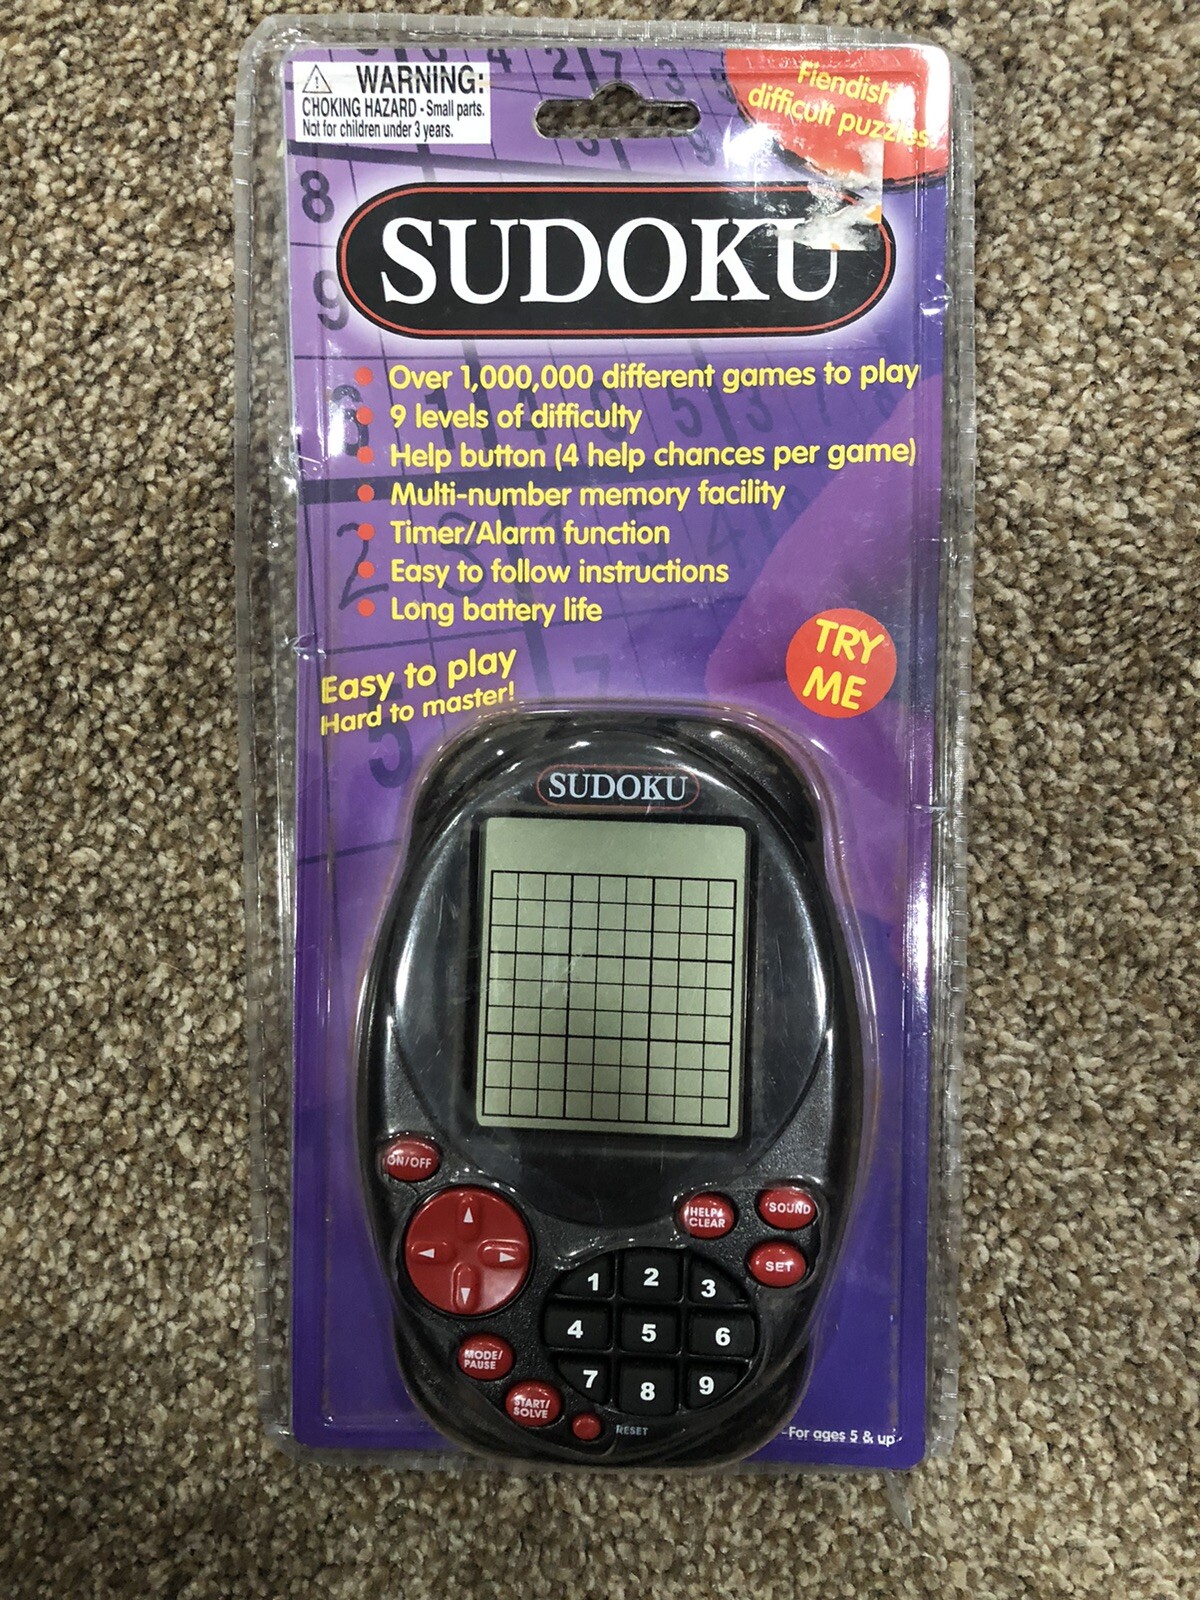 WARNING:
CHOKING HAZARD - Small parts.
Not for children under 3 years.
Fiendish
difficult puzzles
SUDOKU
Over 1,000,000 different games to play
9 levels of difficulty
Help button (4 help chances per game)
Multi-number memory facility
Timer/Alarm function
Easy to follow instructions
Long battery life
TRY
ME
Easy to play
Hard to master!
SUDOKU
ON/OFF
HELP/
CLEAR
SOUND
SET
1 2 3
4 5 6
7 8 9
MODE/
PAUSE
START/
SOLVE
RESET
For ages 5 & up